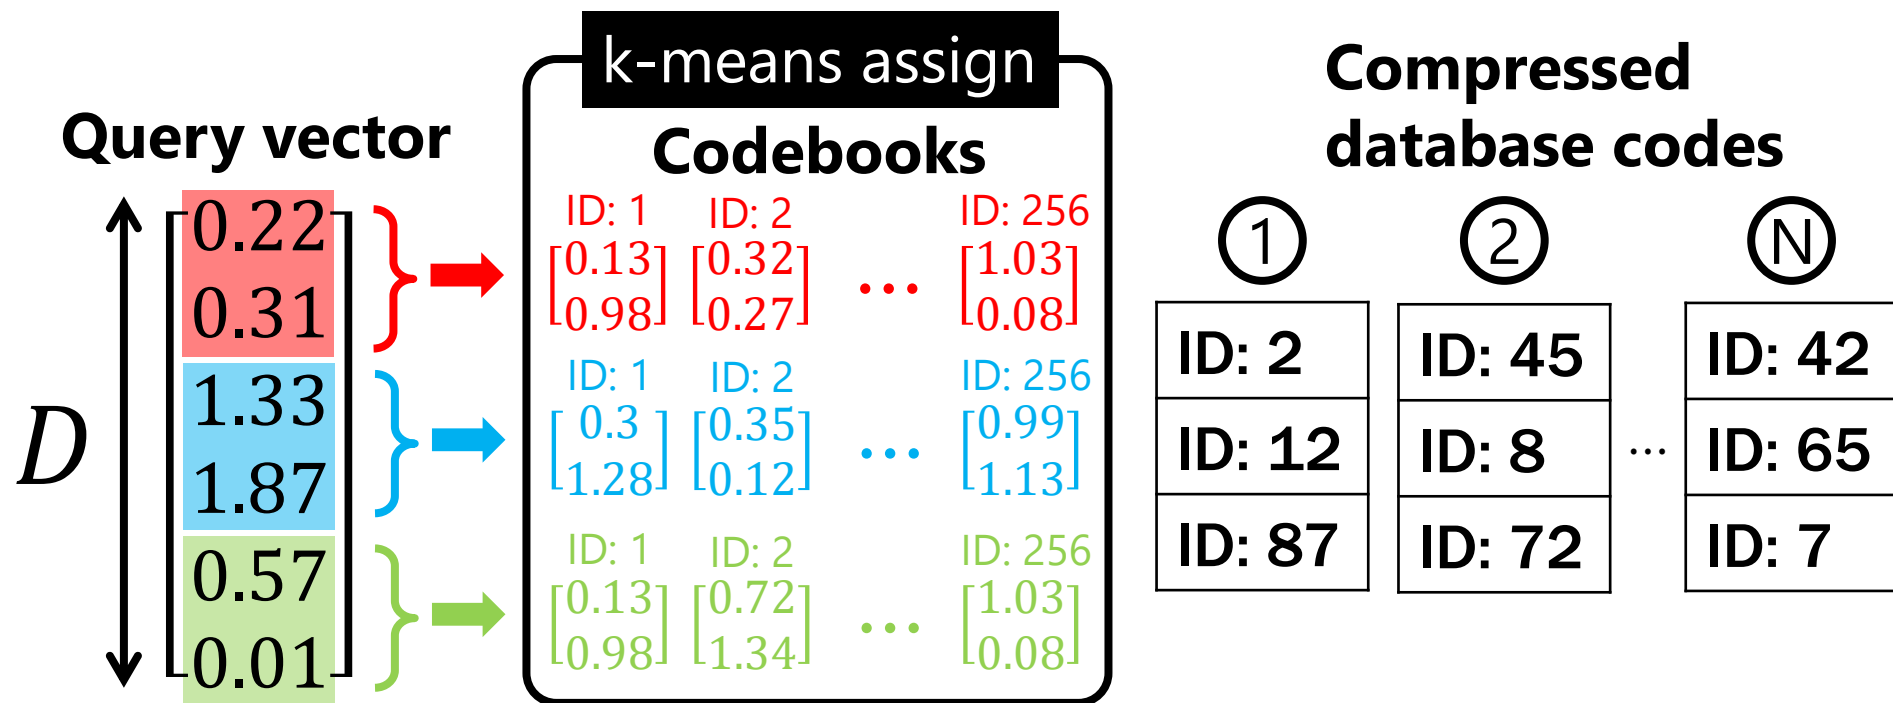 k-means assign
Query vector
Codebooks
Compressed
database codes
D
0.22
0.31
1.33
1.87
0.57
0.01
ID: 1 ID: 2 ID: 256
0.13 0.32 ... 1.03
0.98 0.27 0.08
ID: 1 ID: 2 ID: 256
0.3 0.35 ... 0.99
1.28 0.12 1.13
ID: 1 ID: 2 ID: 256
0.13 0.72 ... 1.03
0.98 1.34 0.08
1 2 N
ID: 2 ID: 45 ID: 42
ID: 12 ID: 8 ... ID: 65
ID: 87 ID: 72 ID: 7